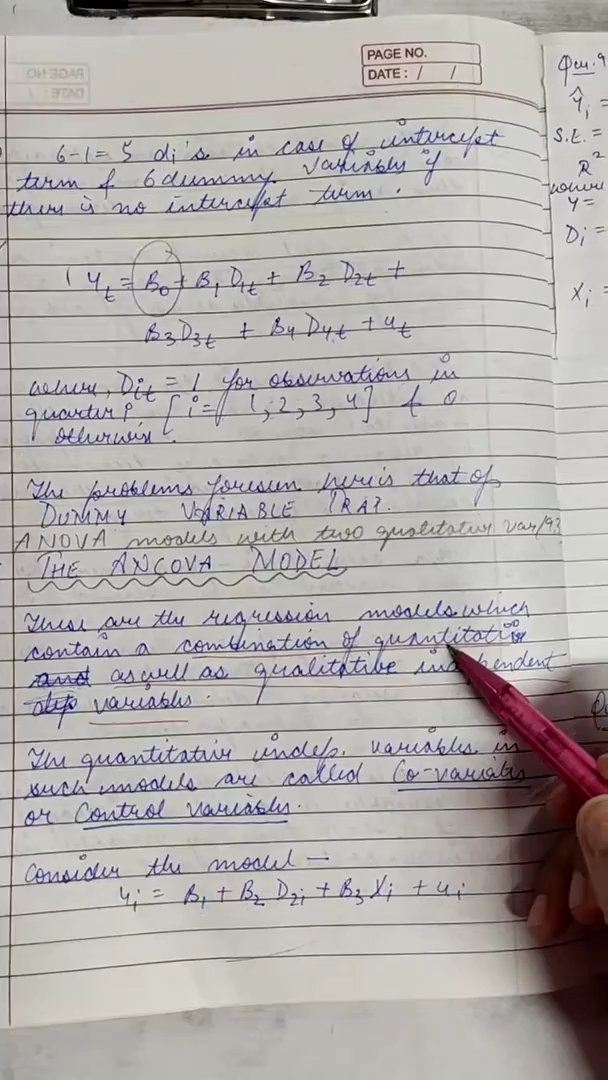 PAGE NO.
DATE: / /
6-1=5 di's in case of intercept
term & 6 dummy variables if
there is no intercept term.
Yt = B0 + B1 D1t + B2 D2t +
B3 D3t + B4 D4t + ut
where, Dit = 1 for observations in
quarter i [i = 1, 2, 3, 4] & 0
otherwise.
The problems foreseen here is that of
DUMMY VARIABLE TRAP.
ANOVA models with two qualitative var/93
THE ANCOVA MODEL
These are the regression models which
contain a combination of quantitative
and as well as qualitative independent
dep variables.
The quantitative indep. variables in
such models are called Co-variates
or Control variables.
Consider the model —
Yi = B1 + B2 D2i + B3 Xi + ui
Ques. 9
Ŷi =
S.E. =
R2
where
Y =
Di =
Xi =